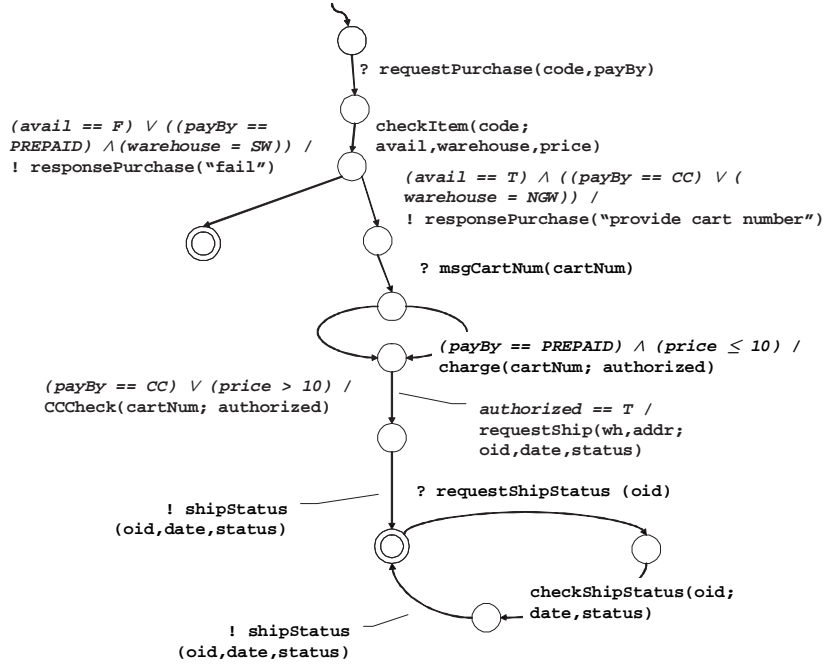 ? requestPurchase(code,payBy)
(avail == F) ∨ ((payBy ==
PREPAID) ∧(warehouse = SW)) /
! responsePurchase(“fail”)
checkItem(code;
avail,warehouse,price)
(avail == T) ∧ ((payBy == CC) ∨ (
warehouse = NGW)) /
! responsePurchase(“provide cart number”)
? msgCartNum(cartNum)
(payBy == PREPAID) ∧ (price ≤ 10) /
charge(cartNum; authorized)
(payBy == CC) ∨ (price > 10) /
CCCheck(cartNum; authorized)
authorized == T /
requestShip(wh,addr;
oid,date,status)
? requestShipStatus (oid)
! shipStatus
(oid,date,status)
checkShipStatus(oid;
date,status)
! shipStatus
(oid,date,status)